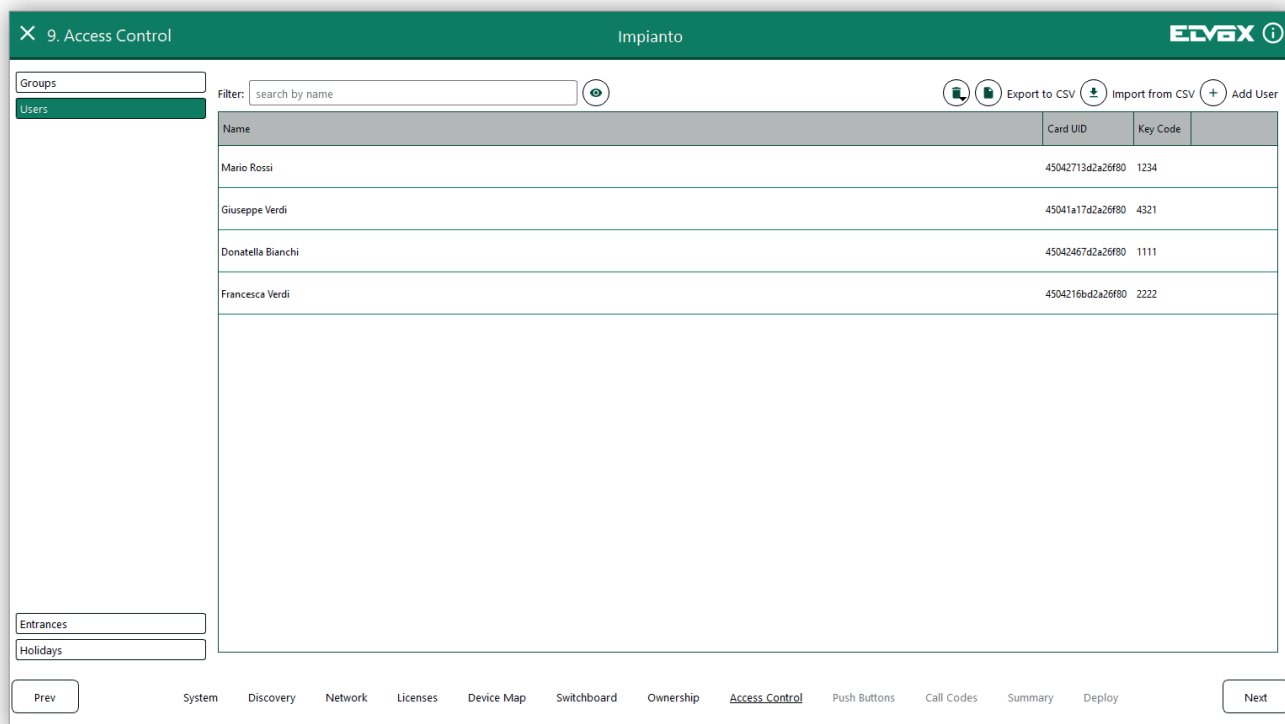 9. Access Control
Impianto
ELVOX
Groups
Users
Filter: search by name
Export to CSV
Import from CSV
Add User
Name Card UID Key Code
Mario Rossi 45042713d2a26f80 1234
Giuseppe Verdi 45041a17d2a26f80 4321
Donatella Bianchi 45042467d2a26f80 1111
Francesca Verdi 4504216bd2a26f80 2222
Entrances
Holidays
Prev System Discovery Network Licenses Device Map Switchboard Ownership Access Control Push Buttons Call Codes Summary Deploy Next